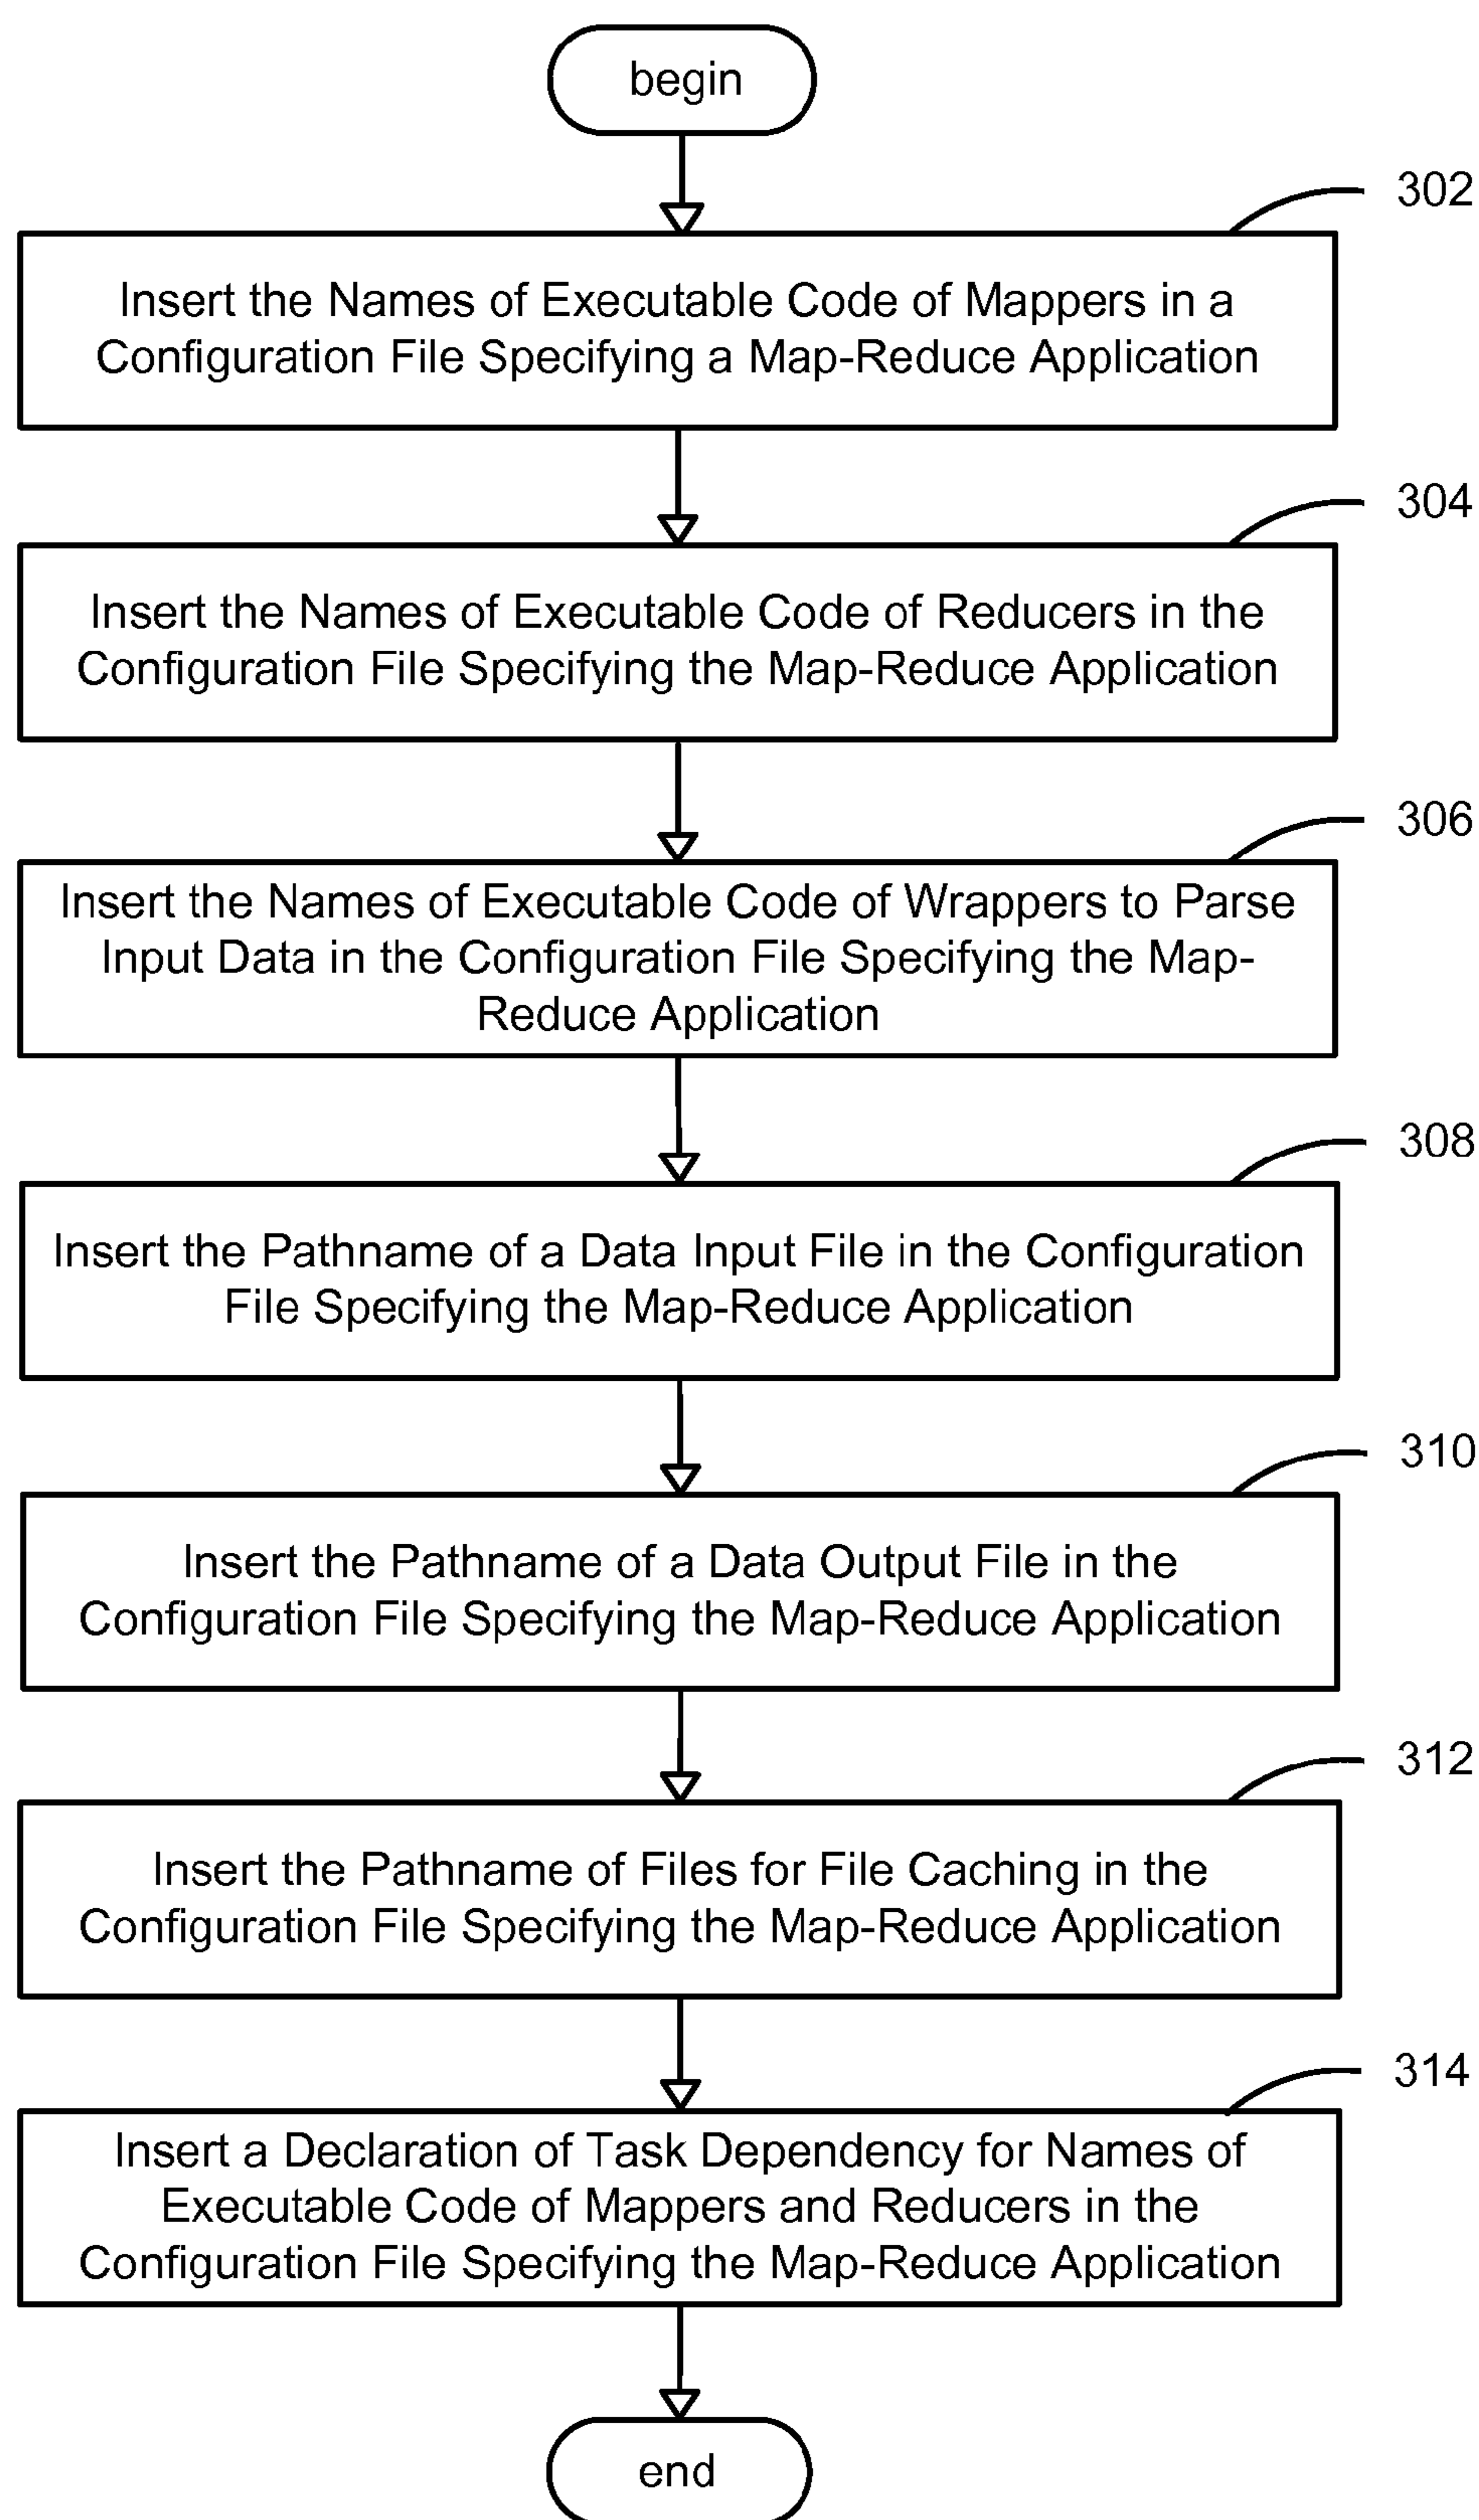 begin
302
Insert the Names of Executable Code of Mappers in a
Configuration File Specifying a Map-Reduce Application
304
Insert the Names of Executable Code of Reducers in the
Configuration File Specifying the Map-Reduce Application
306
Insert the Names of Executable Code of Wrappers to Parse
Input Data in the Configuration File Specifying the Map-
Reduce Application
308
Insert the Pathname of a Data Input File in the Configuration
File Specifying the Map-Reduce Application
310
Insert the Pathname of a Data Output File in the
Configuration File Specifying the Map-Reduce Application
312
Insert the Pathname of Files for File Caching in the
Configuration File Specifying the Map-Reduce Application
314
Insert a Declaration of Task Dependency for Names of
Executable Code of Mappers and Reducers in the
Configuration File Specifying the Map-Reduce Application
end